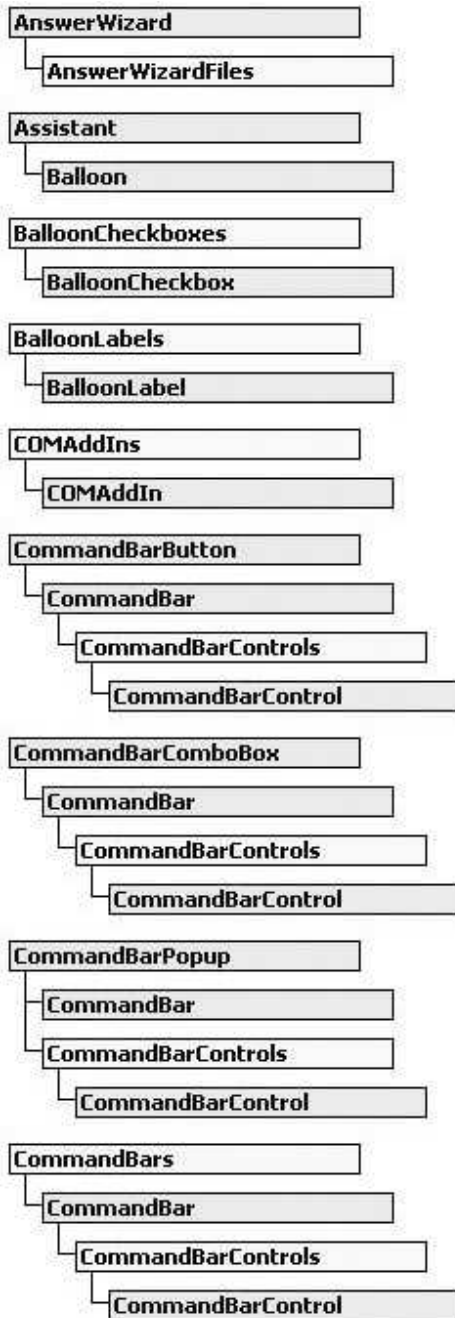 AnswerWizard
AnswerWizardFiles
Assistant
Balloon
BalloonCheckboxes
BalloonCheckbox
BalloonLabels
BalloonLabel
COMAddIns
COMAddIn
CommandBarButton
CommandBar
CommandBarControls
CommandBarControl
CommandBarComboBox
CommandBar
CommandBarControls
CommandBarControl
CommandBarPopup
CommandBar
CommandBarControls
CommandBarControl
CommandBars
CommandBar
CommandBarControls
CommandBarControl